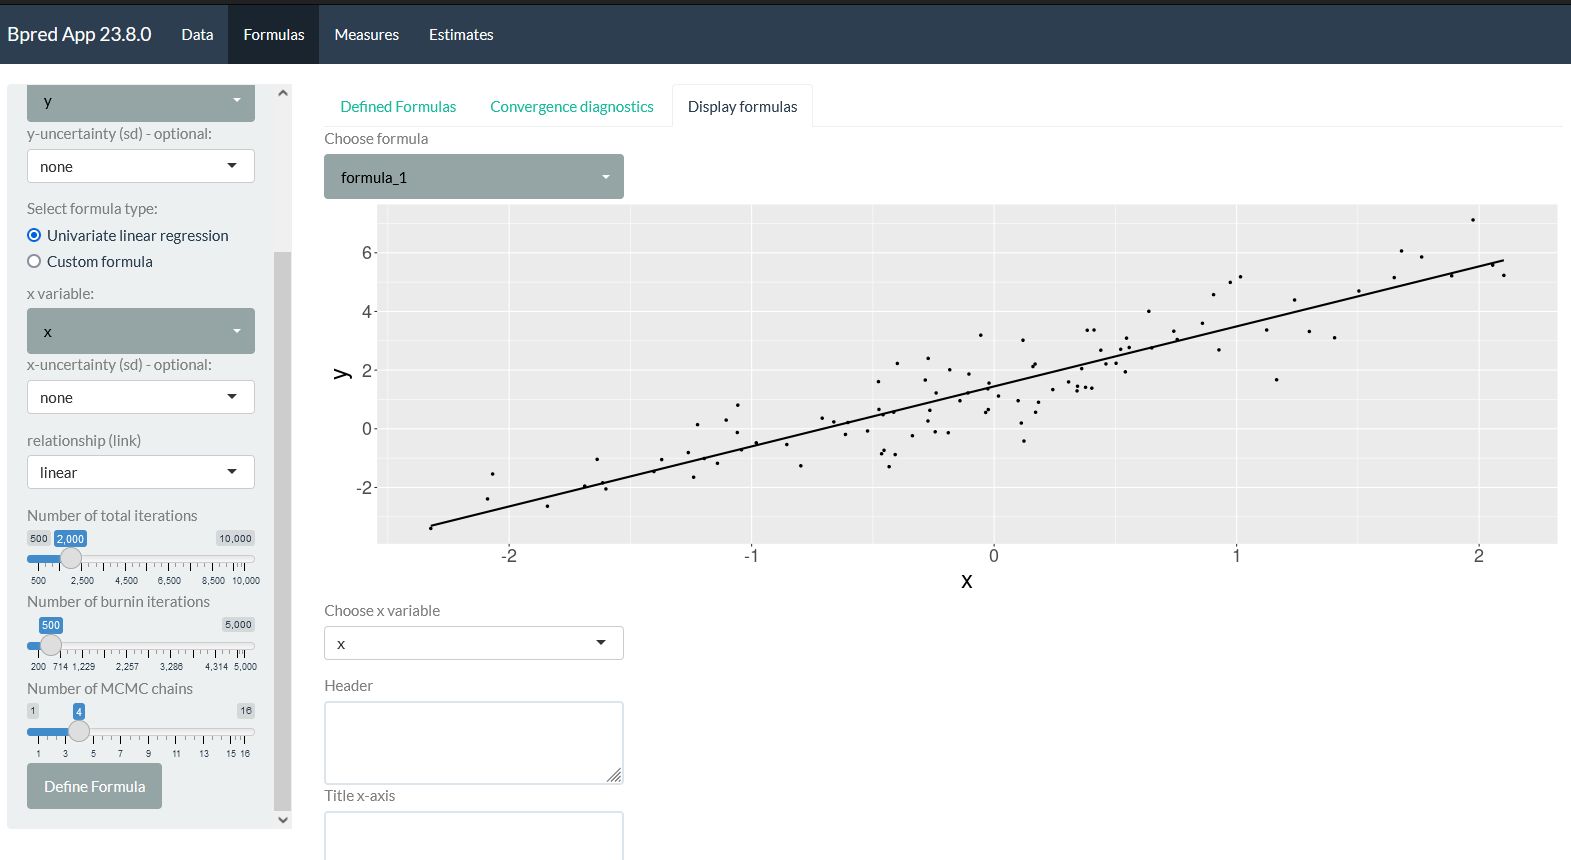 Bpred App 23.8.0 Data Formulas Measures Estimates
y
y-uncertainty (sd) - optional:
none
Select formula type:
Univariate linear regression
Custom formula
x variable:
x
x-uncertainty (sd) - optional:
none
relationship (link)
linear
Number of total iterations
500 2,000 10,000
500 2,500 4,500 6,500 8,500 10,000
Number of burnin iterations
500 5,000
200 714 1,229 2,257 3,286 4,314 5,000
Number of MCMC chains
1 4 16
1 3 5 7 9 11 13 15 16
Define Formula
Defined Formulas Convergence diagnostics Display formulas
Choose formula
formula_1
y
6
4
2
0
-2
-2 -1 0 1 2
x
Choose x variable
x
Header
Title x-axis